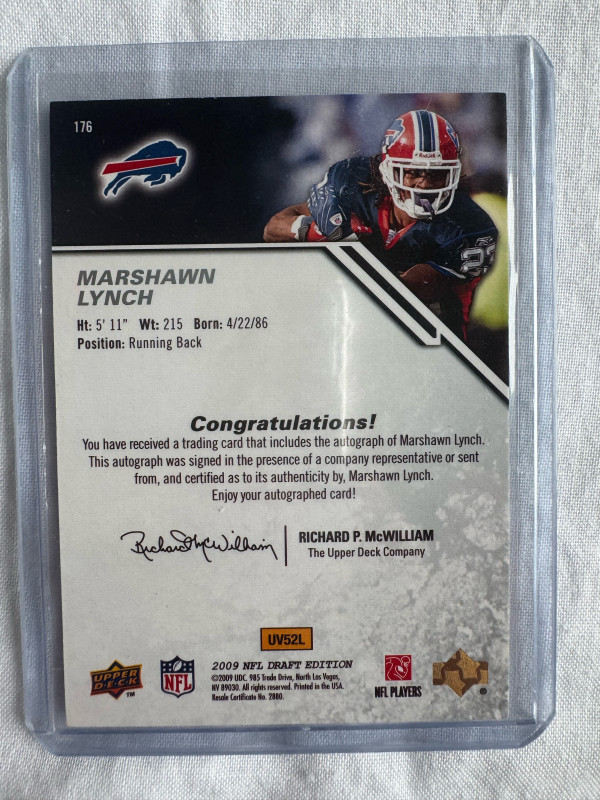 176
MARSHAWN
LYNCH
Ht: 5' 11" Wt: 215 Born: 4/22/86
Position: Running Back
Congratulations!
You have received a trading card that includes the autograph of Marshawn Lynch.
This autograph was signed in the presence of a company representative or sent
from, and certified as to its authenticity by, Marshawn Lynch.
Enjoy your autographed card!
Richard McWilliam
RICHARD P. McWILLIAM
The Upper Deck Company
UV52L
2009 NFL DRAFT EDITION
©2009 UDC. 985 Trade Drive, North Las Vegas,
NV 89030. All rights reserved. Printed in the USA.
Resale Certificate No. 2880.
UPPER
DECK
TM
NFL
NFL PLAYERS
®